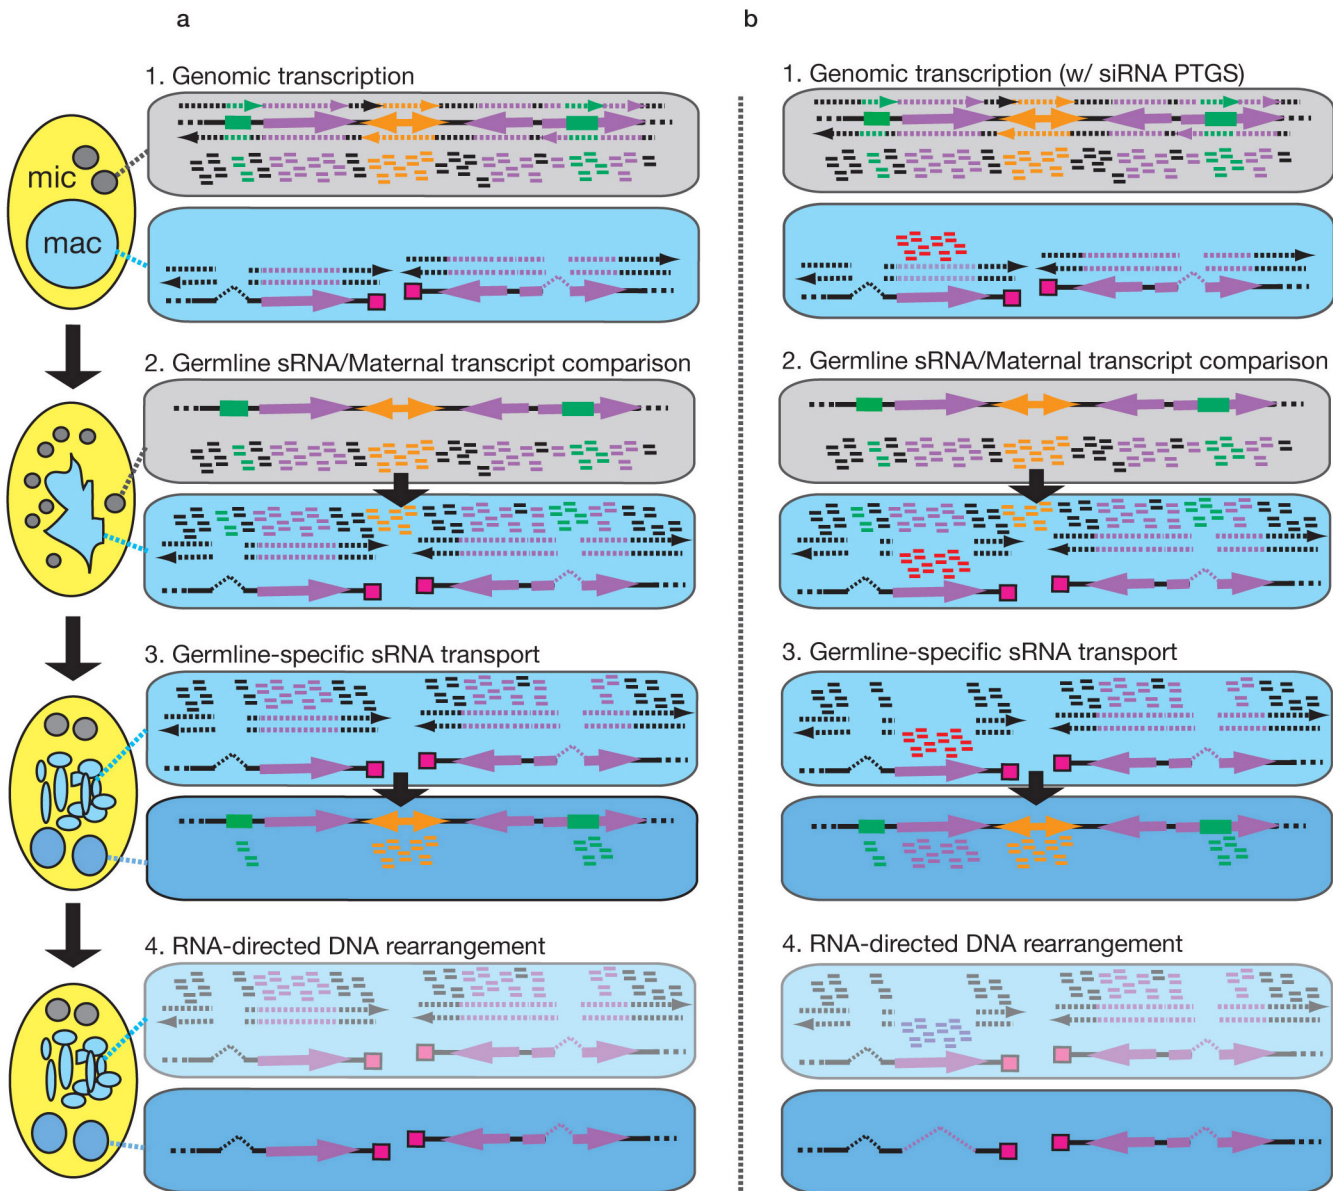 a
b
1. Genomic transcription
mic
mac
2. Germline sRNA/Maternal transcript comparison
3. Germline-specific sRNA transport
4. RNA-directed DNA rearrangement
1. Genomic transcription (w/ siRNA PTGS)
2. Germline sRNA/Maternal transcript comparison
3. Germline-specific sRNA transport
4. RNA-directed DNA rearrangement